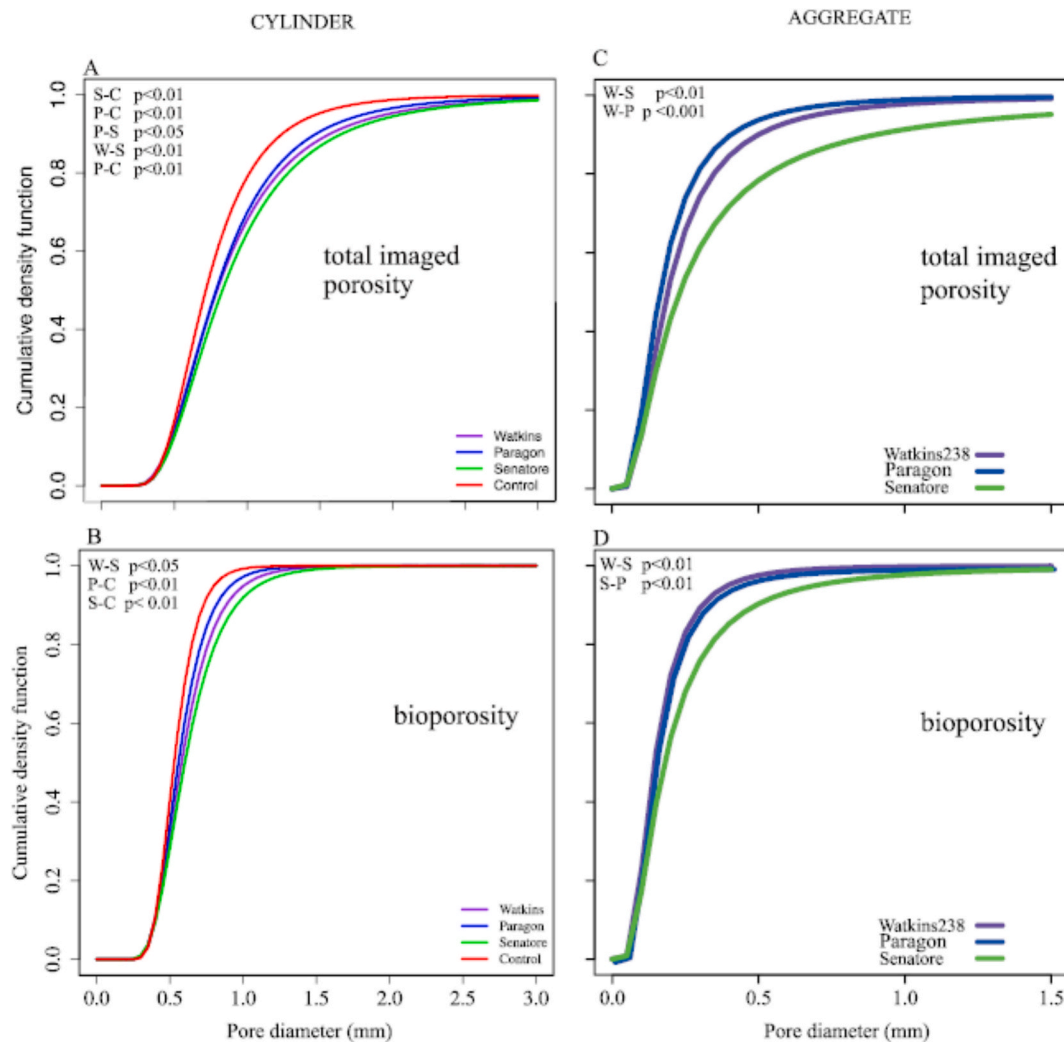 CYLINDER
AGGREGATE
A
S-C p<0.01
P-C p<0.01
P-S p<0.05
W-S p<0.01
P-C p<0.01
total imaged
porosity
Cumulative density function
1.0
0.8
0.6
0.4
0.2
0.0
Watkins
Paragon
Senatore
Control
C
W-S p<0.01
W-P p<0.001
total imaged
porosity
Watkins238
Paragon
Senatore
B
W-S p<0.05
P-C p<0.01
S-C p< 0.01
bioporosity
Cumulative density function
1.0
0.8
0.6
0.4
0.2
0.0
Watkins
Paragon
Senatore
Control
0.0 0.5 1.0 1.5 2.0 2.5 3.0
Pore diameter (mm)
D
W-S p<0.01
S-P p<0.01
bioporosity
Watkins238
Paragon
Senatore
0.0 0.5 1.0 1.5
Pore diameter (mm)